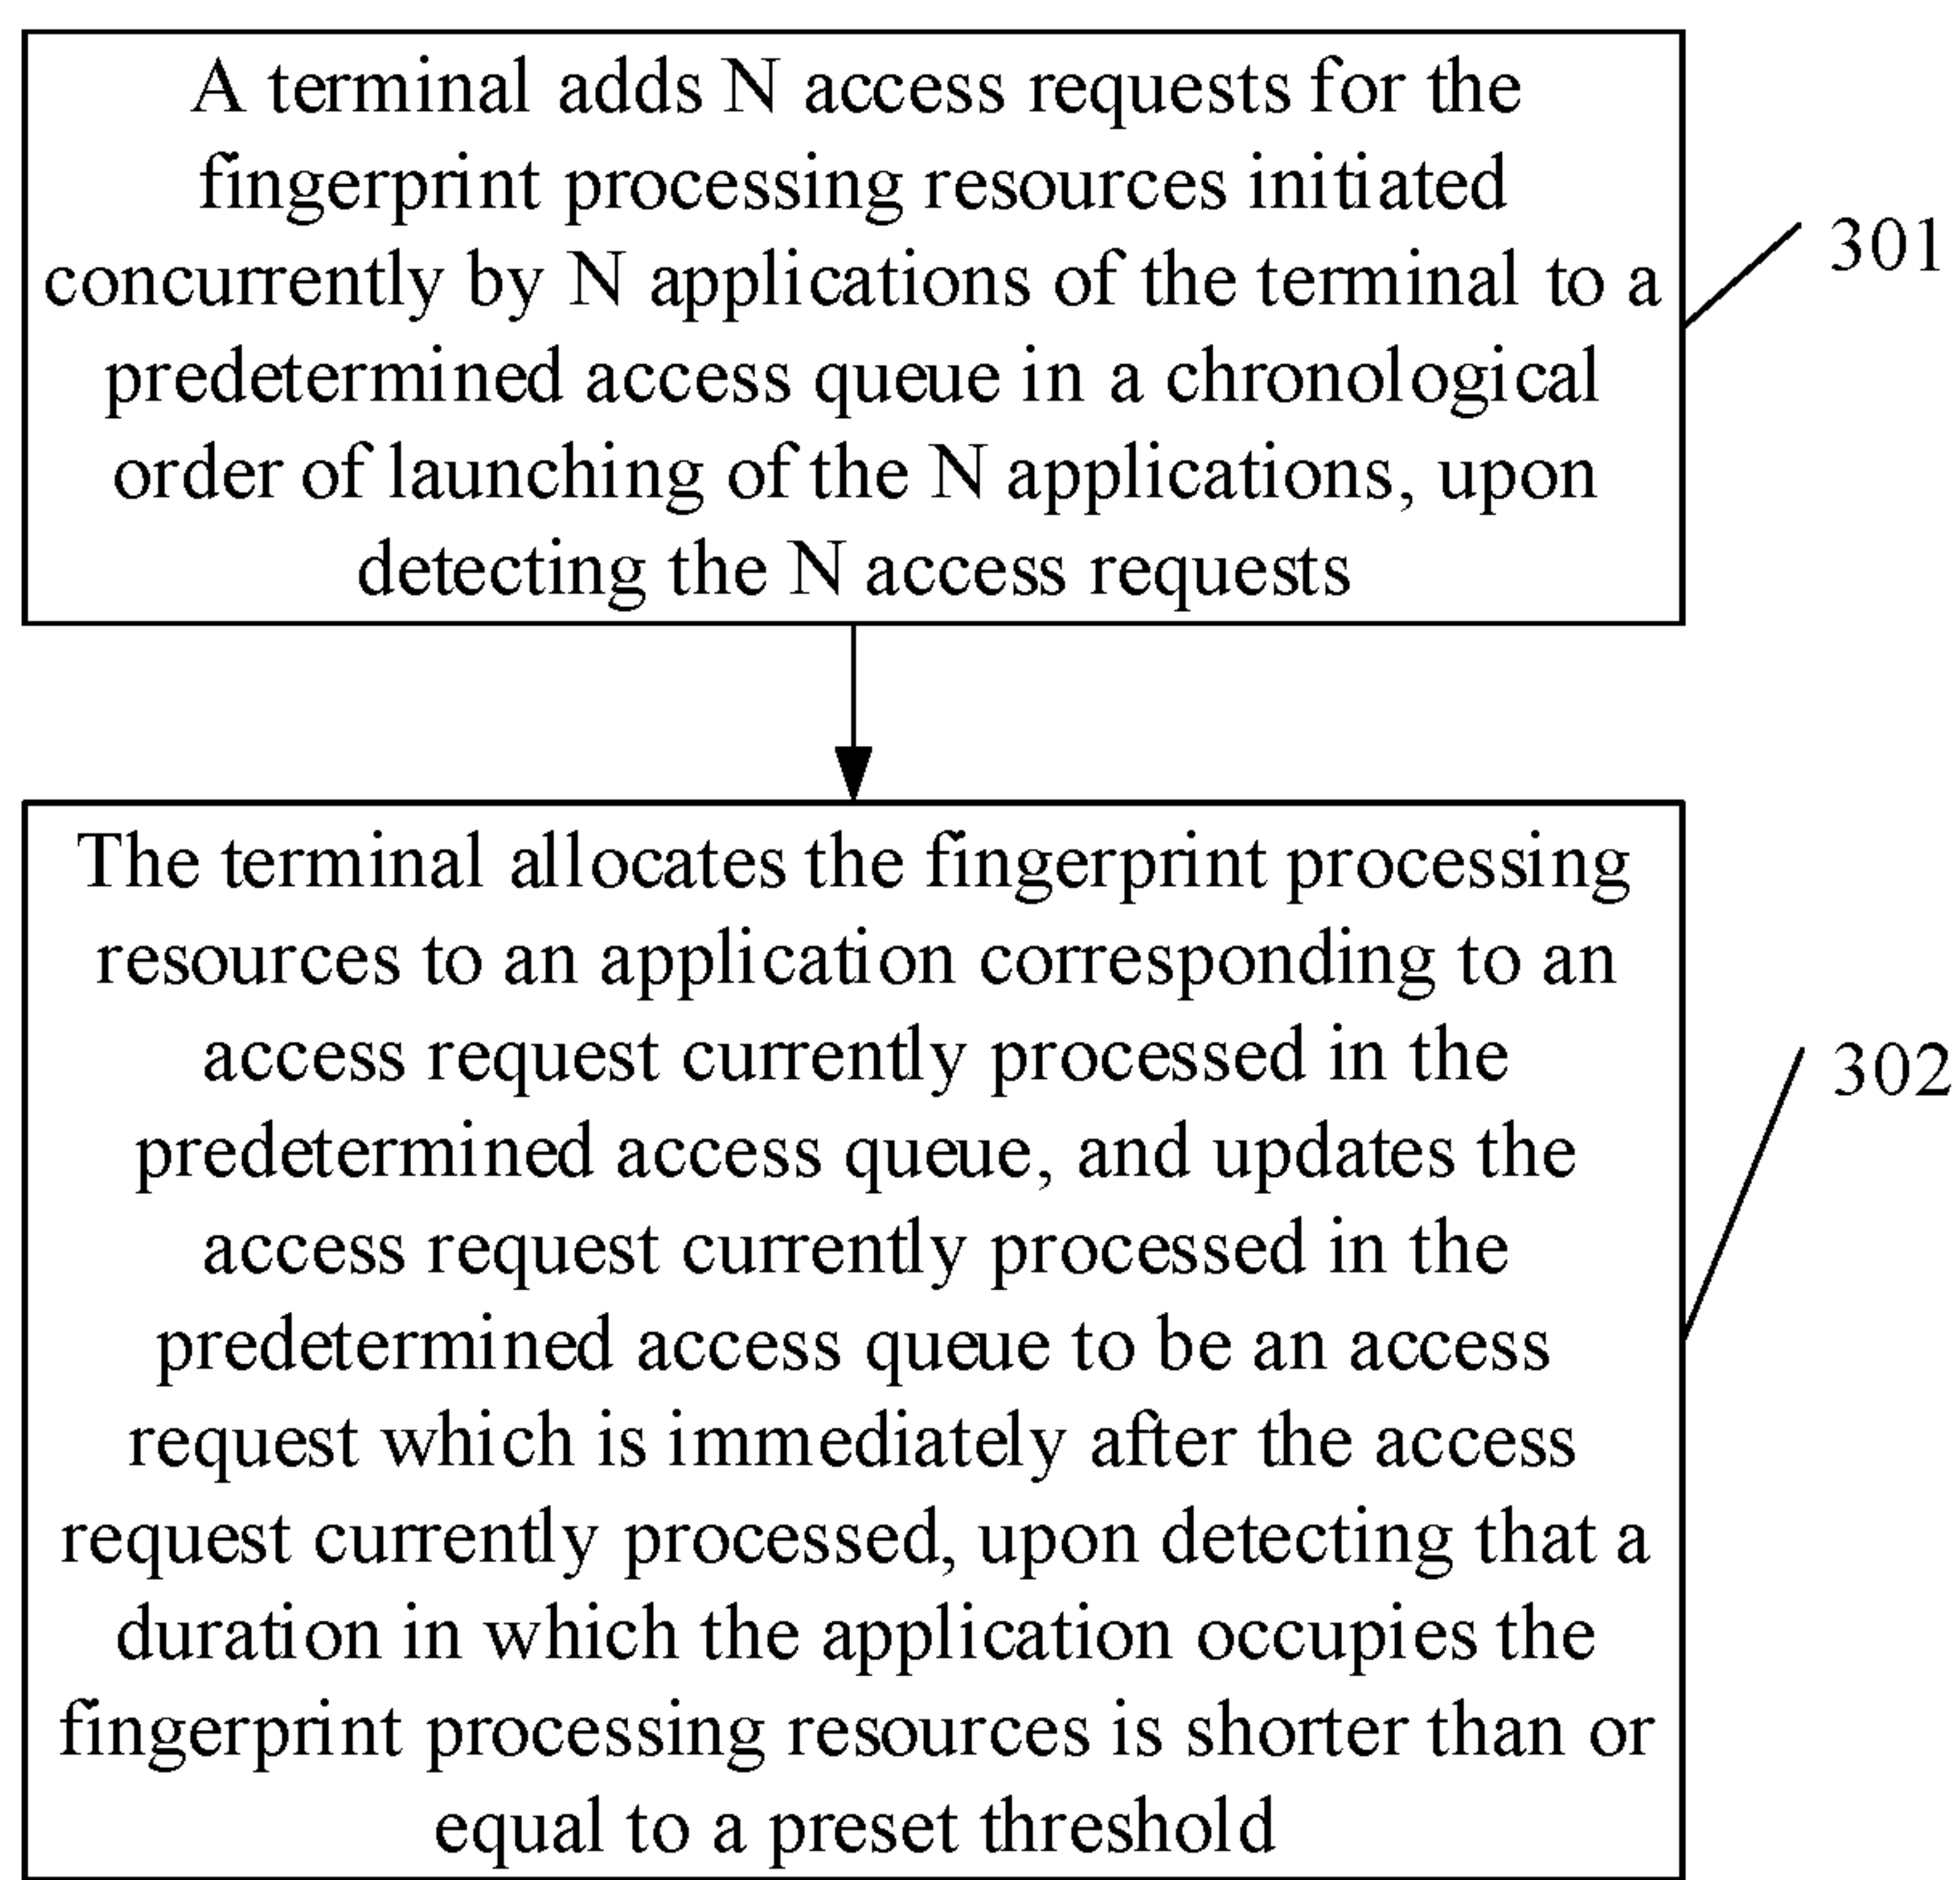 A terminal adds N access requests for the
fingerprint processing resources initiated
concurrently by N applications of the terminal to a
predetermined access queue in a chronological
order of launching of the N applications, upon
detecting the N access requests
301
The terminal allocates the fingerprint processing
resources to an application corresponding to an
access request currently processed in the
predetermined access queue, and updates the
access request currently processed in the
predetermined access queue to be an access
request which is immediately after the access
request currently processed, upon detecting that a
duration in which the application occupies the
fingerprint processing resources is shorter than or
equal to a preset threshold
302